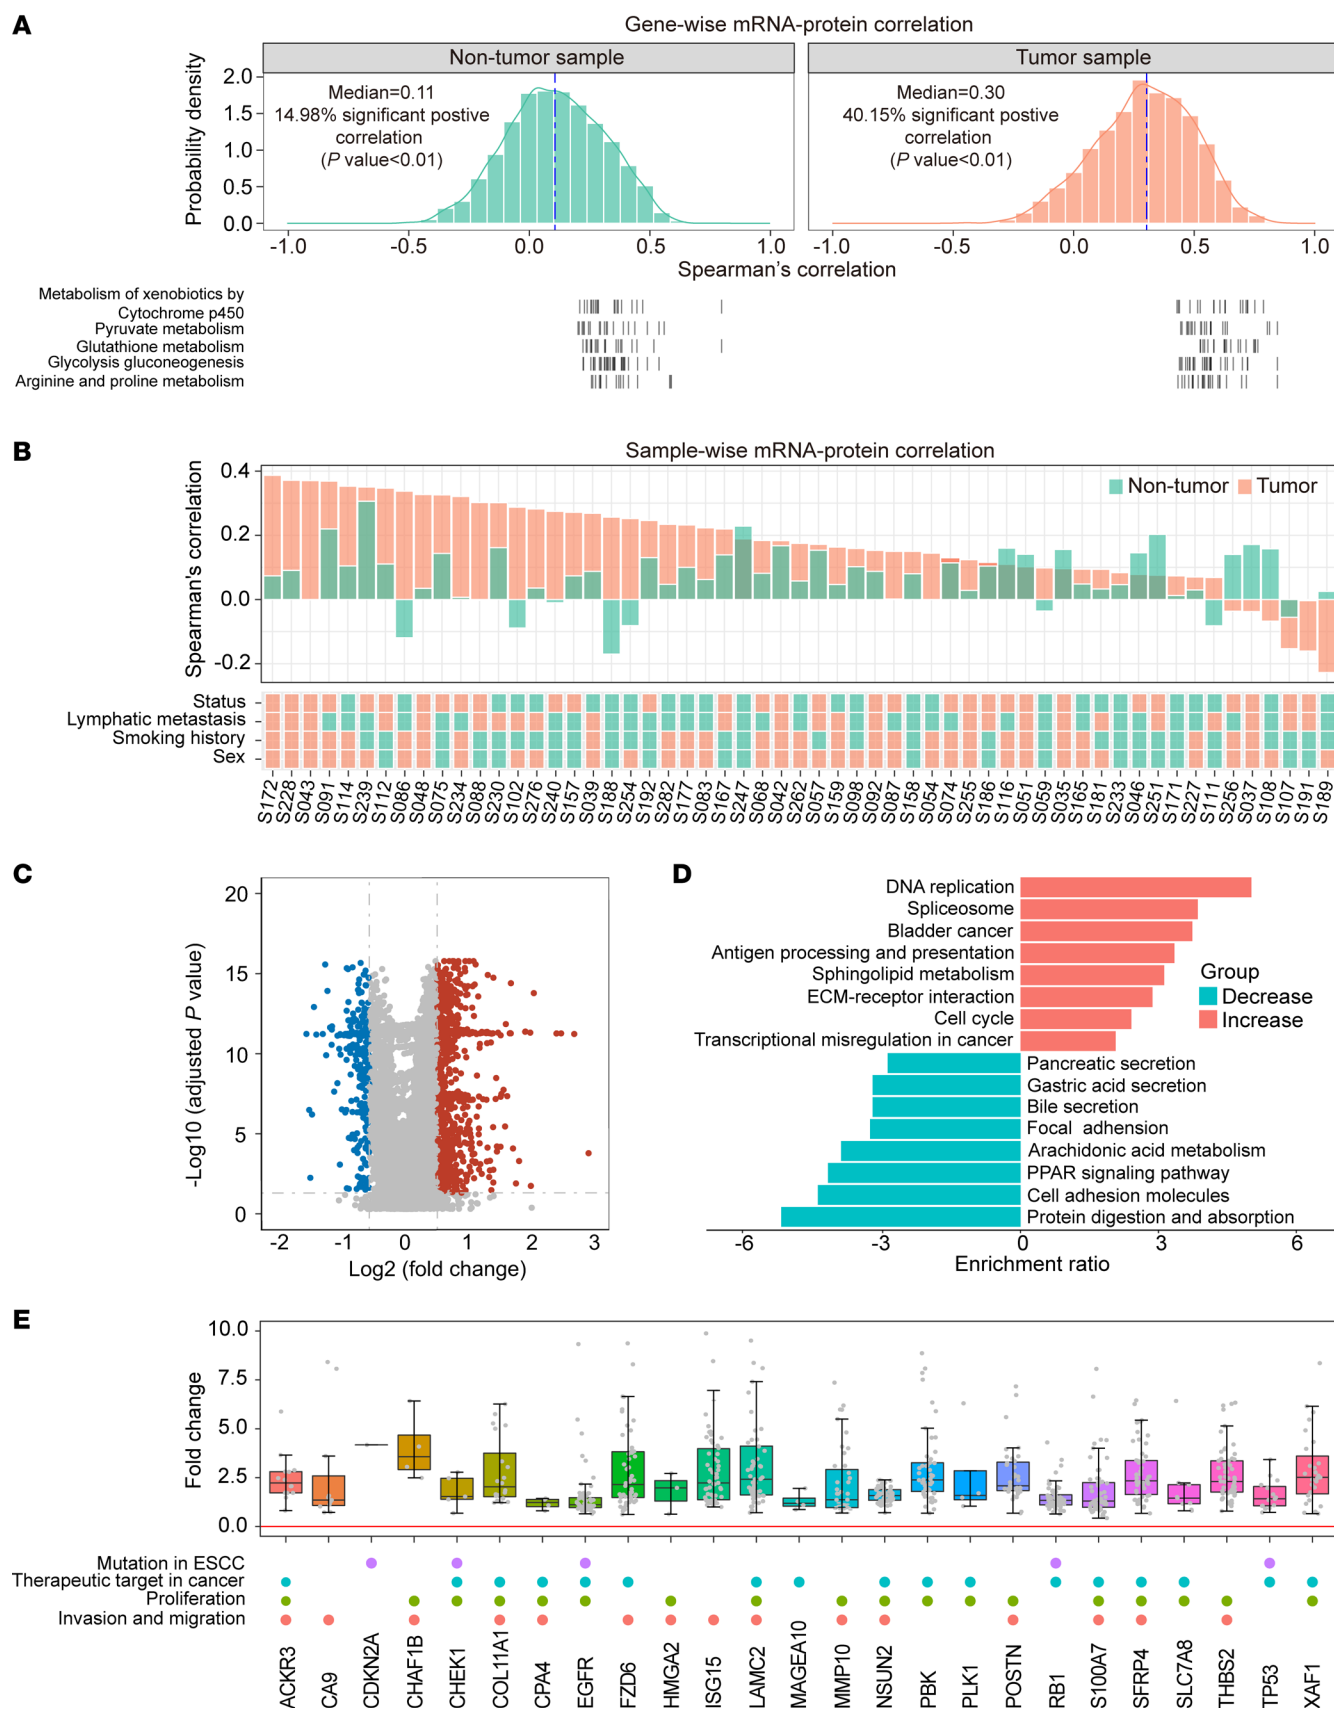 A
Gene-wise mRNA-protein correlation
Non-tumor sample
Tumor sample
Probability density
2.0
1.5
1.0
0.5
0.0
Median=0.11
14.98% significant postive
correlation
(P value<0.01)
Median=0.30
40.15% significant postive
correlation
(P value<0.01)
-1.0 -0.5 0.0 0.5 1.0
-1.0 -0.5 0.0 0.5 1.0
Spearman's correlation
Metabolism of xenobiotics by
Cytochrome p450
Pyruvate metabolism
Glutathione metabolism
Glycolysis gluconeogenesis
Arginine and proline metabolism
B
Sample-wise mRNA-protein correlation
Spearman's correlation
0.4
0.2
0.0
-0.2
Non-tumor Tumor
Status
Lymphatic metastasis
Smoking history
Sex
S172 S228 S043 S091 S114 S239 S112 S086 S048 S075 S234 S088 S230 S102 S276 S240 S157 S039 S188 S254 S192 S282 S177 S083 S167 S247 S068 S042 S262 S057 S159 S098 S092 S087 S158 S054 S074 S255 S186 S116 S051 S059 S035 S165 S181 S233 S046 S251 S171 S227 S111 S256 S037 S108 S107 S191 S189
C
-Log10 (adjusted P value)
20
15
10
5
0
-2 -1 0 1 2 3
Log2 (fold change)
D
DNA replication
Spliceosome
Bladder cancer
Antigen processing and presentation
Sphingolipid metabolism
ECM-receptor interaction
Cell cycle
Transcriptional misregulation in cancer
Group
Decrease
Increase
Pancreatic secretion
Gastric acid secretion
Bile secretion
Focal adhension
Arachidonic acid metabolism
PPAR signaling pathway
Cell adhesion molecules
Protein digestion and absorption
-6 -3 0 3 6
Enrichment ratio
E
Fold change
10.0
7.5
5.0
2.5
0.0
Mutation in ESCC
Therapeutic target in cancer
Proliferation
Invasion and migration
ACKR3 CA9 CDKN2A CHAF1B CHEK1 COL11A1 CPA4 EGFR FZD6 HMGA2 ISG15 LAMC2 MAGEA10 MMP10 NSUN2 PBK PLK1 POSTN RB1 S100A7 SFRP4 SLC7A8 THBS2 TP53 XAF1